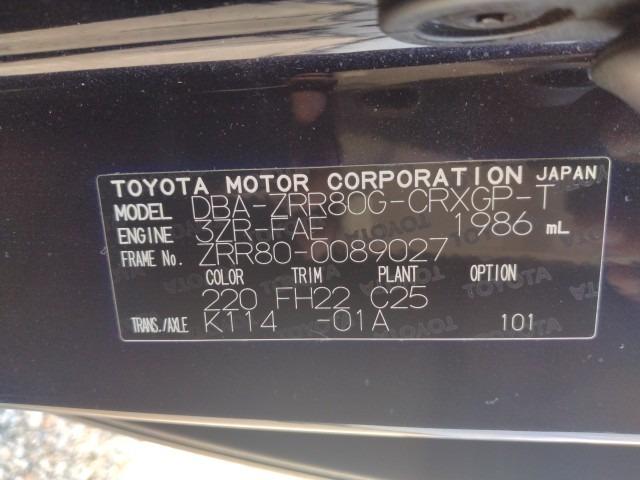 TOYOTA MOTOR CORPORATION JAPAN
MODEL DBA-ZRR80G-CRXGP-T
ENGINE 3ZR-FAE 1986 mL
FRAME No. ZRR80-0089027
COLOR TRIM PLANT OPTION
220 FH22 C25
TRANS./AXLE K114 -01A 101